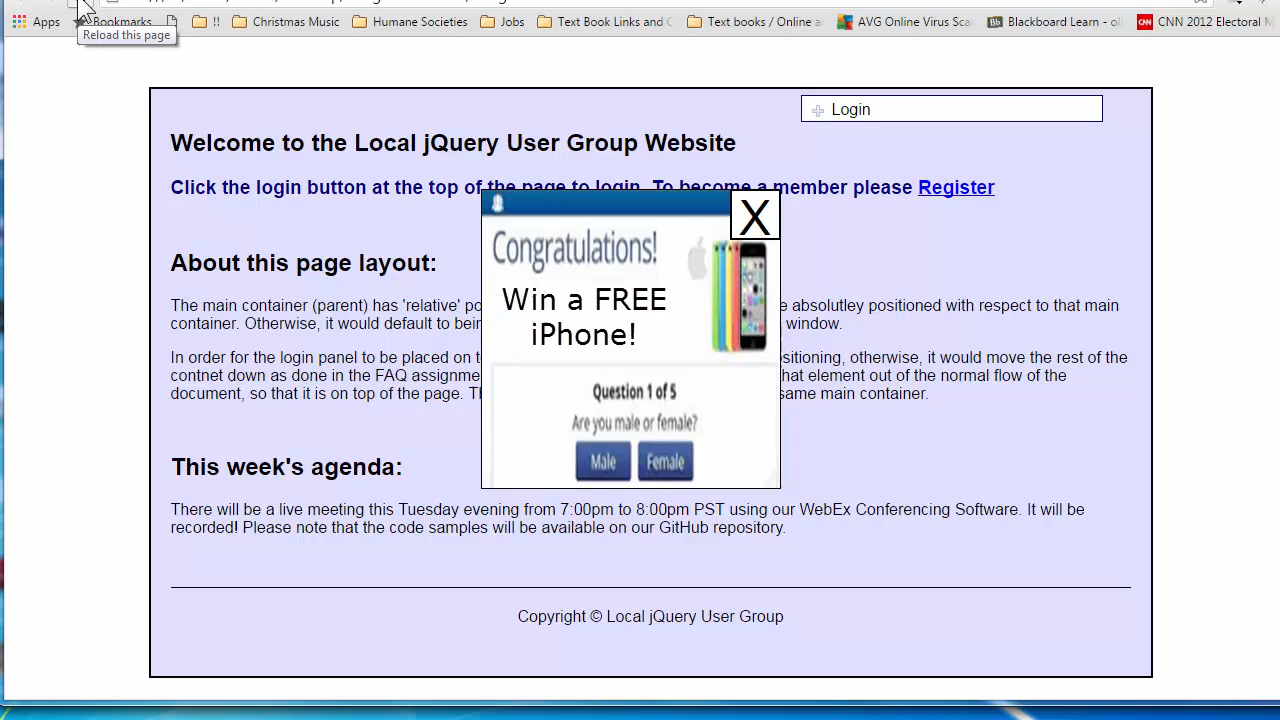 Apps Bookmarks !! Christmas Music Humane Societies Jobs Text Book Links and Text books / Online a AVG Online Virus Sca Blackboard Learn - ol CNN 2012 Electoral M
Reload this page
Login
Welcome to the Local jQuery User Group Website
Click the login button at the top of the page to login. To become a member please Register
Congratulations!
X
Win a FREE
iPhone!
Question 1 of 5
Are you male or female?
Male Female
About this page layout:
The main container (parent) has 'relative' po e absolutley positioned with respect to that main
container. Otherwise, it would default to bein window.
In order for the login panel to be placed on t sitioning, otherwise, it would move the rest of the
contnet down as done in the FAQ assignme hat element out of the normal flow of the
document, so that it is on top of the page. T same main container.
This week's agenda:
There will be a live meeting this Tuesday evening from 7:00pm to 8:00pm PST using our WebEx Conferencing Software. It will be
recorded! Please note that the code samples will be available on our GitHub repository.
Copyright © Local jQuery User Group